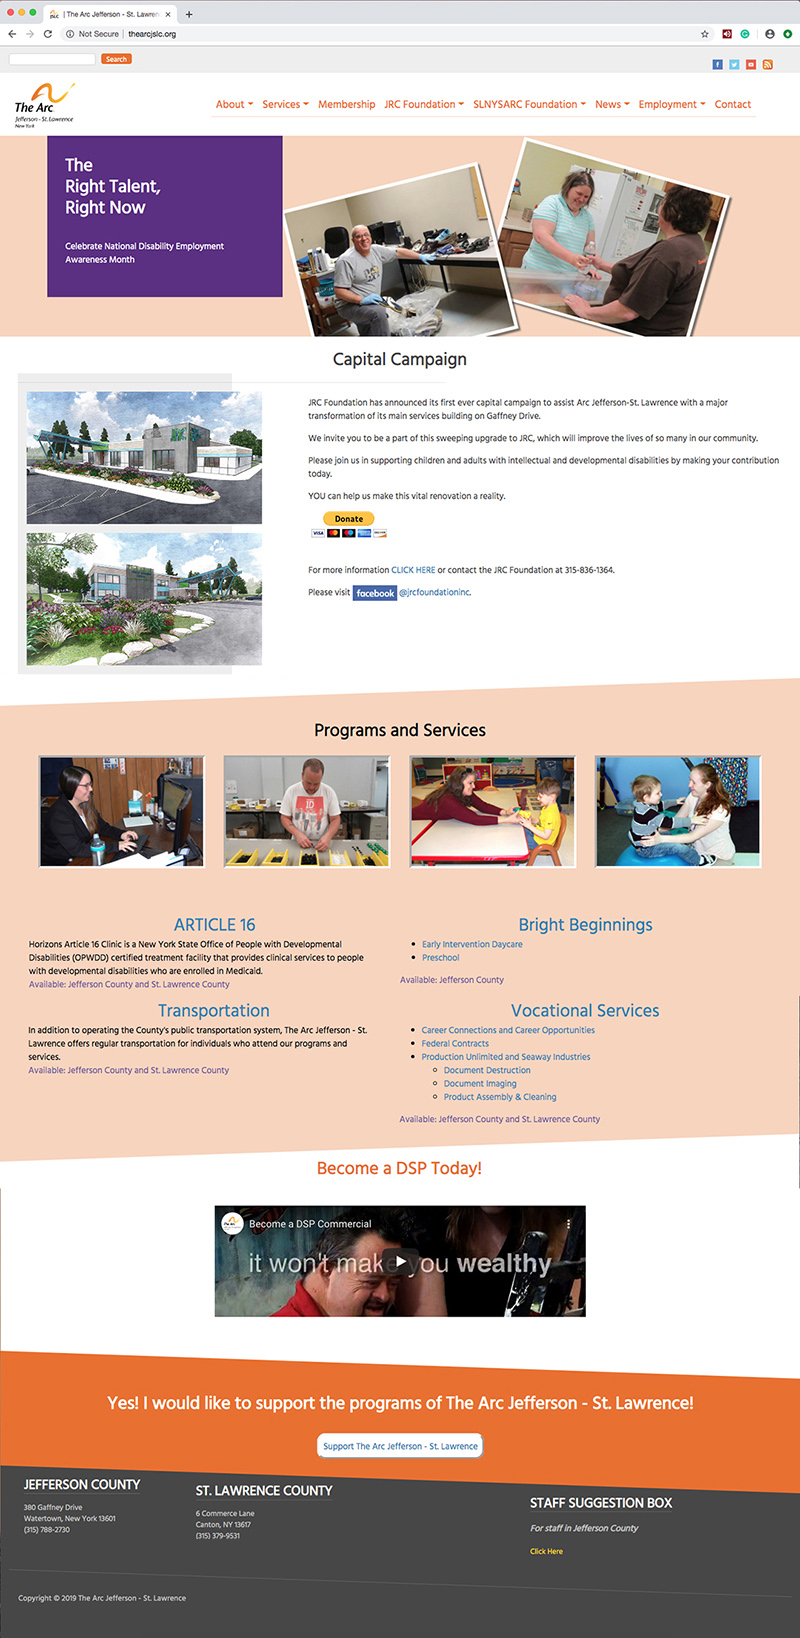 | The Arc Jefferson - St. Lawren
Not Secure | thearcjslc.org
Search
The Arc
Jefferson - St. Lawrence
New York
About Services Membership JRC Foundation SLNYSARC Foundation News Employment Contact
The
Right Talent,
Right Now
Celebrate National Disability Employment
Awareness Month
Capital Campaign
JRC Foundation has announced its first ever capital campaign to assist Arc Jefferson-St. Lawrence with a major
transformation of its main services building on Gaffney Drive.
We invite you to be a part of this sweeping upgrade to JRC, which will improve the lives of so many in our community.
Please join us in supporting children and adults with intellectual and developmental disabilities by making your contribution
today.
YOU can help us make this vital renovation a reality.
Donate
VISA
For more information CLICK HERE or contact the JRC Foundation at 315-836-1364.
Please visit facebook @jrcfoundationinc.
Programs and Services
ARTICLE 16
Horizons Article 16 Clinic is a New York State Office of People with Developmental
Disabilities (OPWDD) certified treatment facility that provides clinical services to people
with developmental disabilities who are enrolled in Medicaid.
Available: Jefferson County and St. Lawrence County
Bright Beginnings
Early Intervention Daycare
Preschool
Available: Jefferson County
Transportation
In addition to operating the County's public transportation system, The Arc Jefferson - St.
Lawrence offers regular transportation for individuals who attend our programs and
services.
Available: Jefferson County and St. Lawrence County
Vocational Services
Career Connections and Career Opportunities
Federal Contracts
Production Unlimited and Seaway Industries
Document Destruction
Document Imaging
Product Assembly & Cleaning
Available: Jefferson County and St. Lawrence County
Become a DSP Today!
Become a DSP Commercial
it won't make you wealthy
Yes! I would like to support the programs of The Arc Jefferson - St. Lawrence!
Support The Arc Jefferson - St. Lawrence
JEFFERSON COUNTY
380 Gaffney Drive
Watertown, New York 13601
(315) 788-2730
ST. LAWRENCE COUNTY
6 Commerce Lane
Canton, NY 13617
(315) 379-9531
STAFF SUGGESTION BOX
For staff in Jefferson County
Click Here
Copyright © 2019 The Arc Jefferson - St. Lawrence